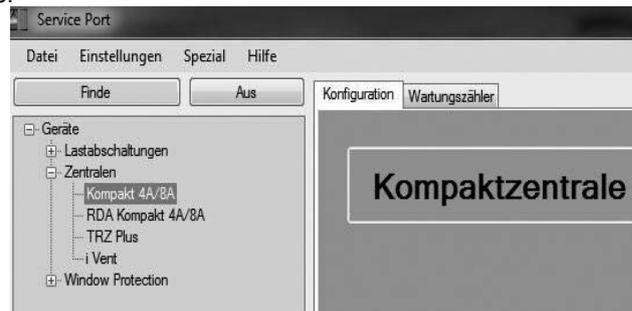 Service Port
Datei Einstellungen Spezial Hilfe
Finde Aus Konfiguration Wartungszähler
Geräte
Lastabschaltungen
Zentralen
Kompakt 4A/8A
RDA Kompakt 4A/8A
TRZ Plus
i Vent
Window Protection
Kompaktzentrale